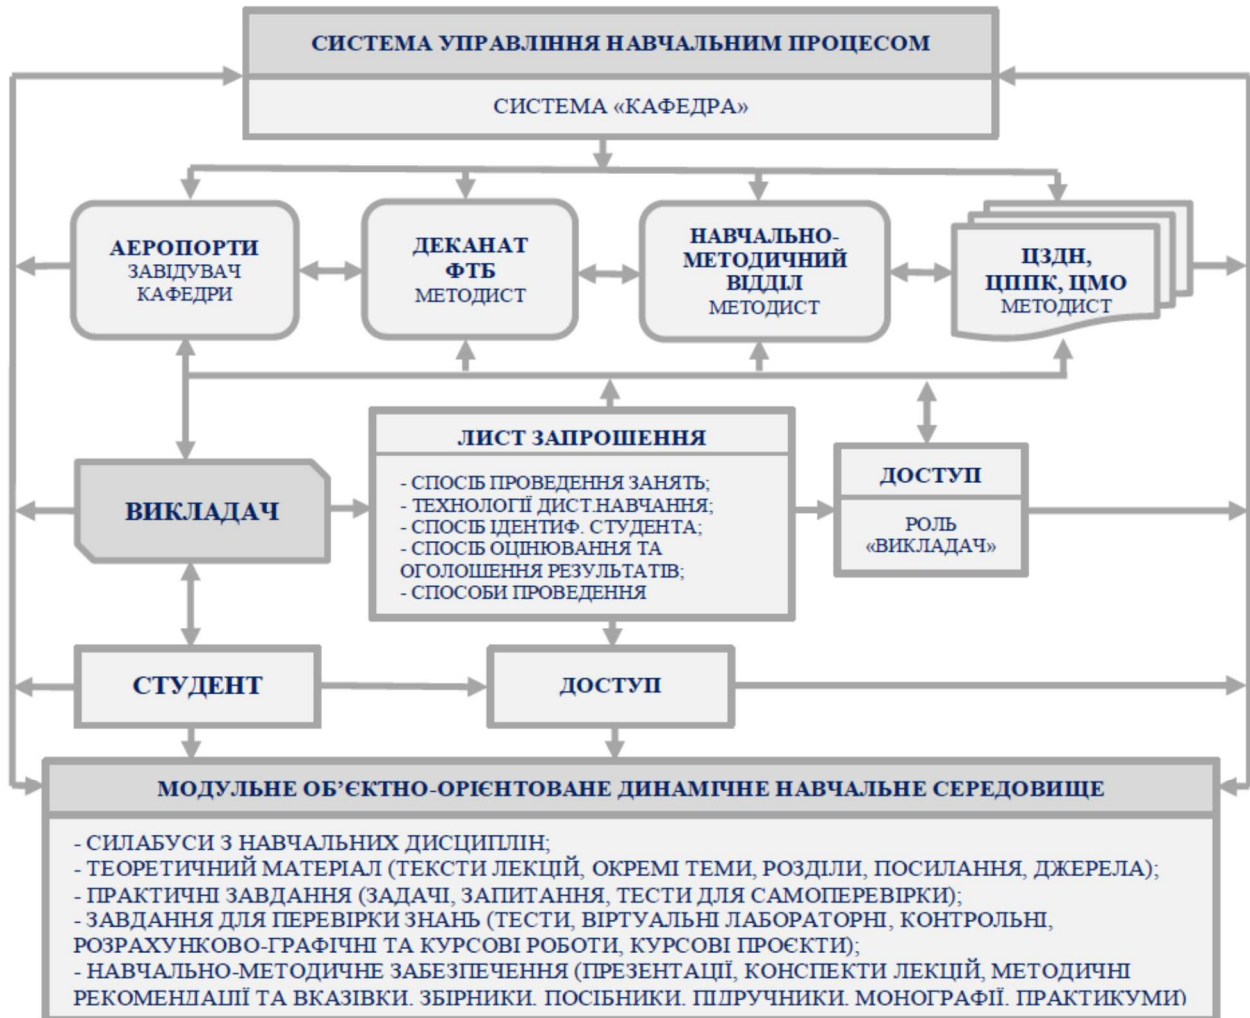 СИСТЕМА УПРАВЛІННЯ НАВЧАЛЬНИМ ПРОЦЕСОМ
СИСТЕМА «КАФЕДРА»
АЕРОПОРТИ
ЗАВІДУВАЧ
КАФЕДРИ
ДЕКАНАТ
ФТБ
МЕТОДИСТ
НАВЧАЛЬНО-
МЕТОДИЧНИЙ
ВІДДІЛ
МЕТОДИСТ
ЦЗДН,
ЦППК, ЦМО
МЕТОДИСТ
ВИКЛАДАЧ
ЛИСТ ЗАПРОШЕННЯ
- СПОСІБ ПРОВЕДЕННЯ ЗАНЯТЬ;
- ТЕХНОЛОГІЇ ДИСТ.НАВЧАННЯ;
- СПОСІБ ІДЕНТИФ. СТУДЕНТА;
- СПОСІБ ОЦІНЮВАННЯ ТА
ОГОЛОШЕННЯ РЕЗУЛЬТАТІВ;
- СПОСОБИ ПРОВЕДЕННЯ
ДОСТУП
РОЛЬ
«ВИКЛАДАЧ»
СТУДЕНТ
ДОСТУП
МОДУЛЬНЕ ОБ’ЄКТНО-ОРІЄНТОВАНЕ ДИНАМІЧНЕ НАВЧАЛЬНЕ СЕРЕДОВИЩЕ
- СИЛАБУСИ З НАВЧАЛЬНИХ ДИСЦИПЛІН;
- ТЕОРЕТИЧНИЙ МАТЕРІАЛ (ТЕКСТИ ЛЕКЦІЙ, ОКРЕМІ ТЕМИ, РОЗДІЛИ, ПОСИЛАННЯ, ДЖЕРЕЛА);
- ПРАКТИЧНІ ЗАВДАННЯ (ЗАДАЧІ, ЗАПИТАННЯ, ТЕСТИ ДЛЯ САМОПЕРЕВІРКИ);
- ЗАВДАННЯ ДЛЯ ПЕРЕВІРКИ ЗНАНЬ (ТЕСТИ, ВІРТУАЛЬНІ ЛАБОРАТОРНІ, КОНТРОЛЬНІ,
РОЗРАХУНКОВО-ГРАФІЧНІ ТА КУРСОВІ РОБОТИ, КУРСОВІ ПРОЄКТИ);
- НАВЧАЛЬНО-МЕТОДИЧНЕ ЗАБЕЗПЕЧЕННЯ (ПРЕЗЕНТАЦІЇ, КОНСПЕКТИ ЛЕКЦІЙ, МЕТОДИЧНІ
РЕКОМЕНДАЦІЇ ТА ВКАЗІВКИ, ЗБІРНИКИ, ПОСІБНИКИ, ПІДРУЧНИКИ, МОНОГРАФІЇ, ПРАКТИКУМИ)